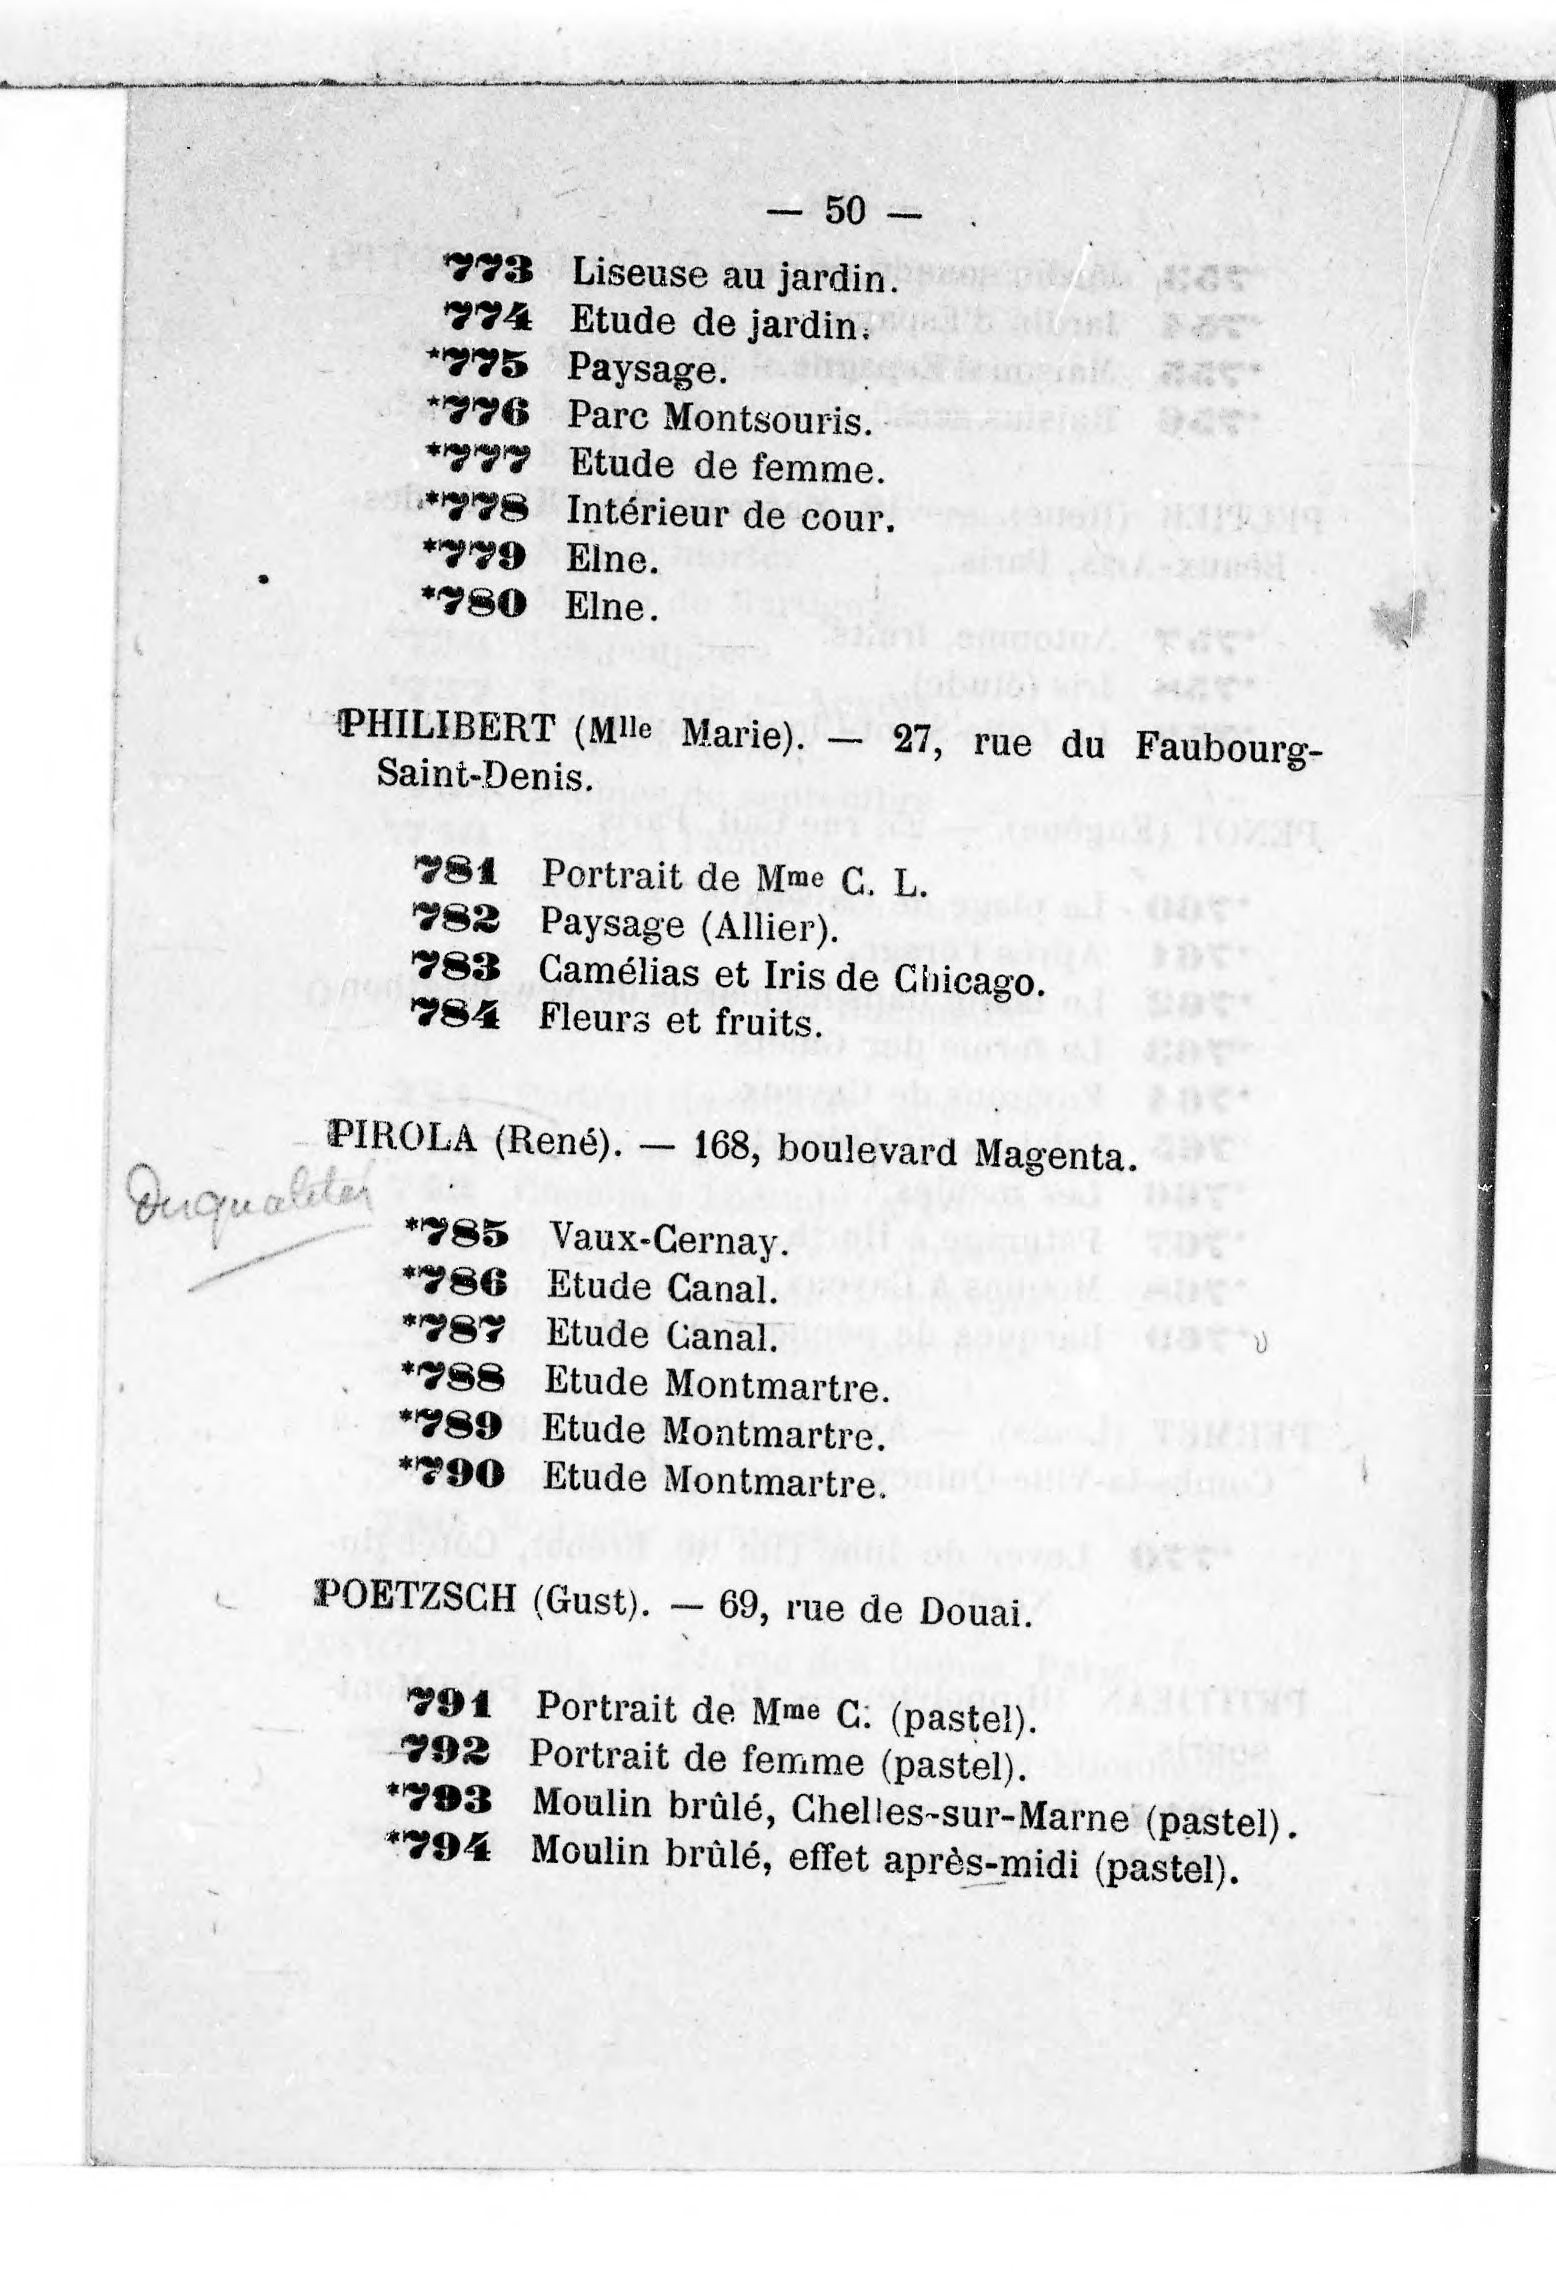 — 50 —
773 Liseuse au jardin.
774 Etude de jardin.
*775 Paysage.
*776 Parc Montsouris.
*777 Etude de femme.
*778 Intérieur de cour.
*779 Elne.
*780 Elne.
PHILIBERT (Mlle Marie). — 27, rue du Faubourg-
Saint-Denis.
781 Portrait de Mme C. L.
782 Paysage (Allier).
783 Camélias et Iris de Chicago.
784 Fleurs et fruits.
PIROLA (René). — 168, boulevard Magenta.
*785 Vaux-Cernay.
*786 Etude Canal.
*787 Etude Canal.
*788 Etude Montmartre.
*789 Etude Montmartre.
*790 Etude Montmartre.
POETZSCH (Gust). — 69, rue de Douai.
791 Portrait de Mme C. (pastel).
792 Portrait de femme (pastel).
*793 Moulin brûlé, Chelles-sur-Marne (pastel).
*794 Moulin brûlé, effet après-midi (pastel).